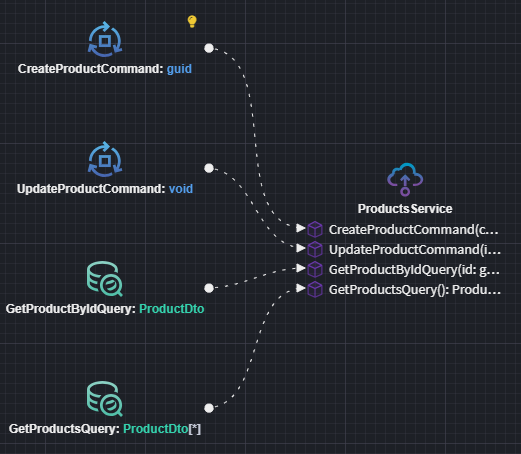 CreateProductCommand: guid
UpdateProductCommand: void
ProductsService
CreateProductCommand(c...
UpdateProductCommand(i...
GetProductByIdQuery(id: g...
GetProductsQuery(): Produ...
GetProductByIdQuery: ProductDto
GetProductsQuery: ProductDto[*]